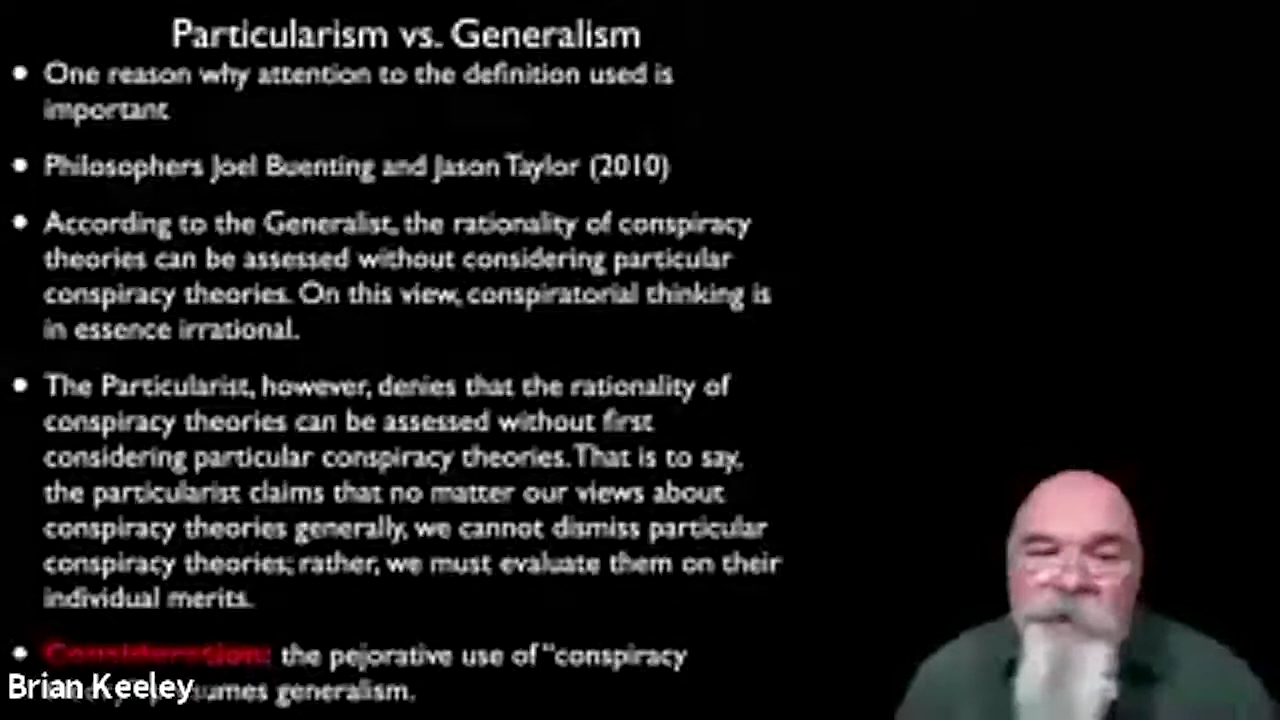 Particularism vs. Generalism
• One reason why attention to the definition used is
important
• Philosophers Joel Buenting and Jason Taylor (2010)
• According to the Generalist, the rationality of conspiracy
theories can be assessed without considering particular
conspiracy theories. On this view, conspiratorial thinking is
in essence irrational.
• The Particularist, however, denies that the rationality of
conspiracy theories can be assessed without first
considering particular conspiracy theories. That is to say,
the particularist claims that no matter our views about
conspiracy theories generally, we cannot dismiss particular
conspiracy theories; rather, we must evaluate them on their
individual merits.
• Consideration: the pejorative use of "conspiracy
generalism.
Brian Keeley